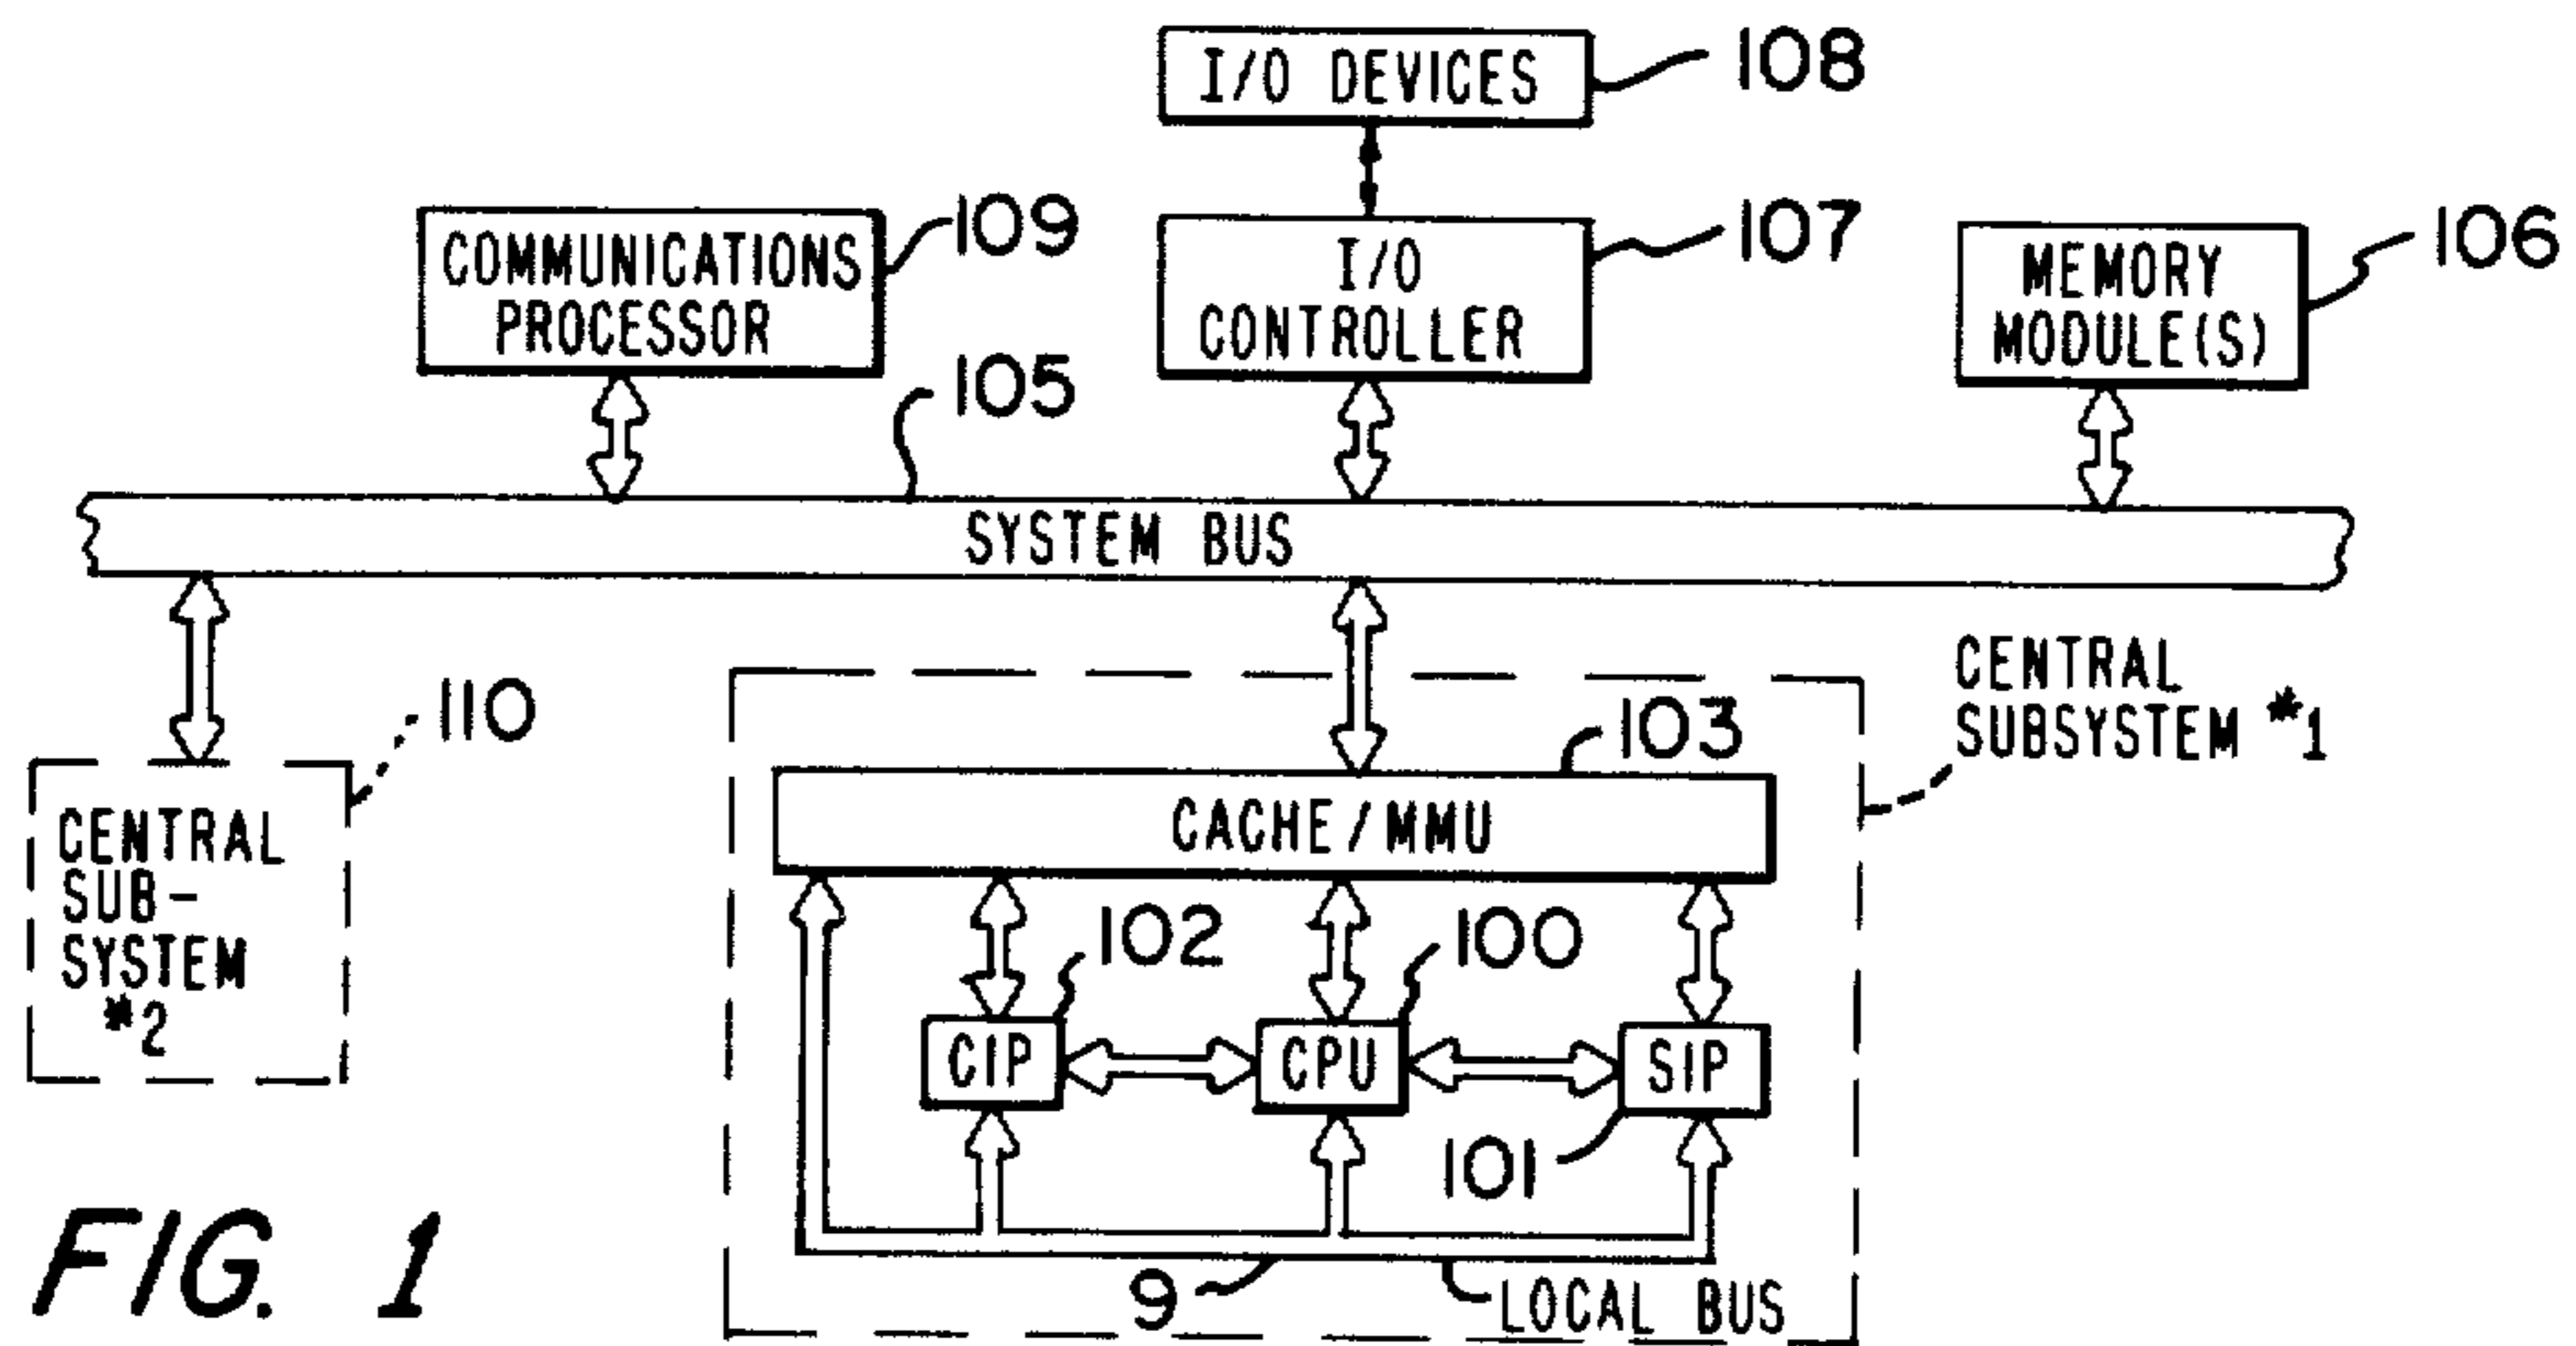 I/O DEVICES
108
COMMUNICATIONS
PROCESSOR
109
I/O
CONTROLLER
107
MEMORY
MODULE(S)
106
105
SYSTEM BUS
110
CENTRAL
SUB-
SYSTEM
*2
CENTRAL
SUBSYSTEM *1
103
CACHE/MMU
102
100
CIP
CPU
SIP
101
9
LOCAL BUS
FIG. 1